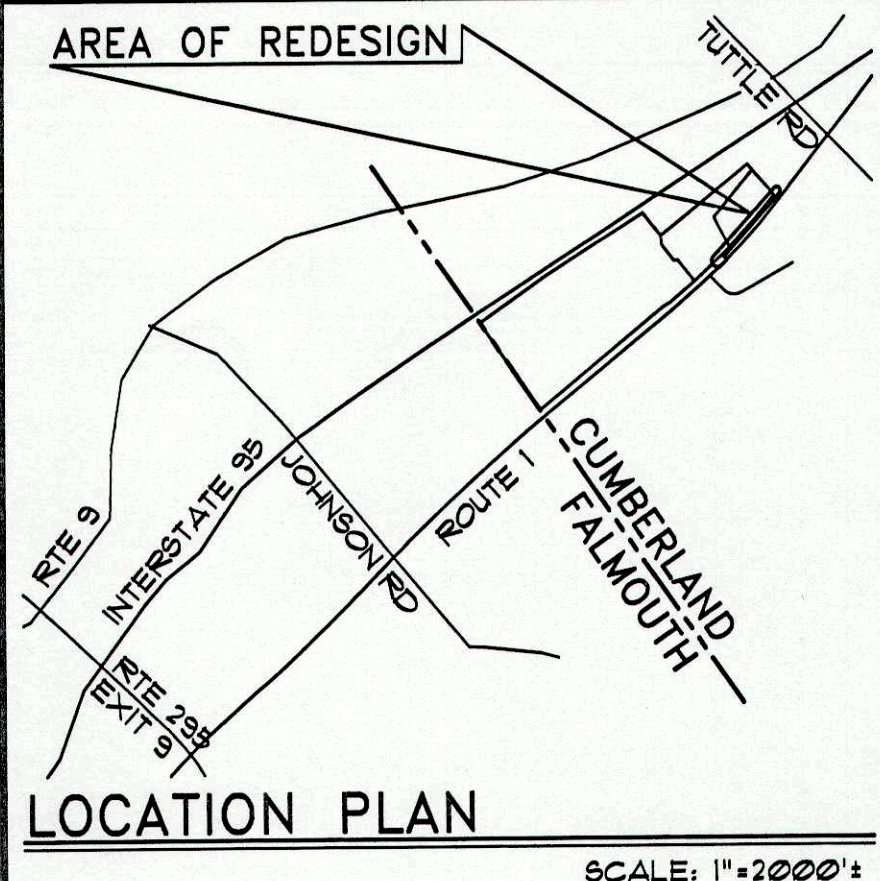 AREA OF REDESIGN
TUTTLE RD
CUMBERLAND
FALMOUTH
ROUTE 1
JOHNSON RD
INTERSTATE 95
RTE 9
RTE 295
EXIT 9
LOCATION PLAN
SCALE: 1"=2000'±